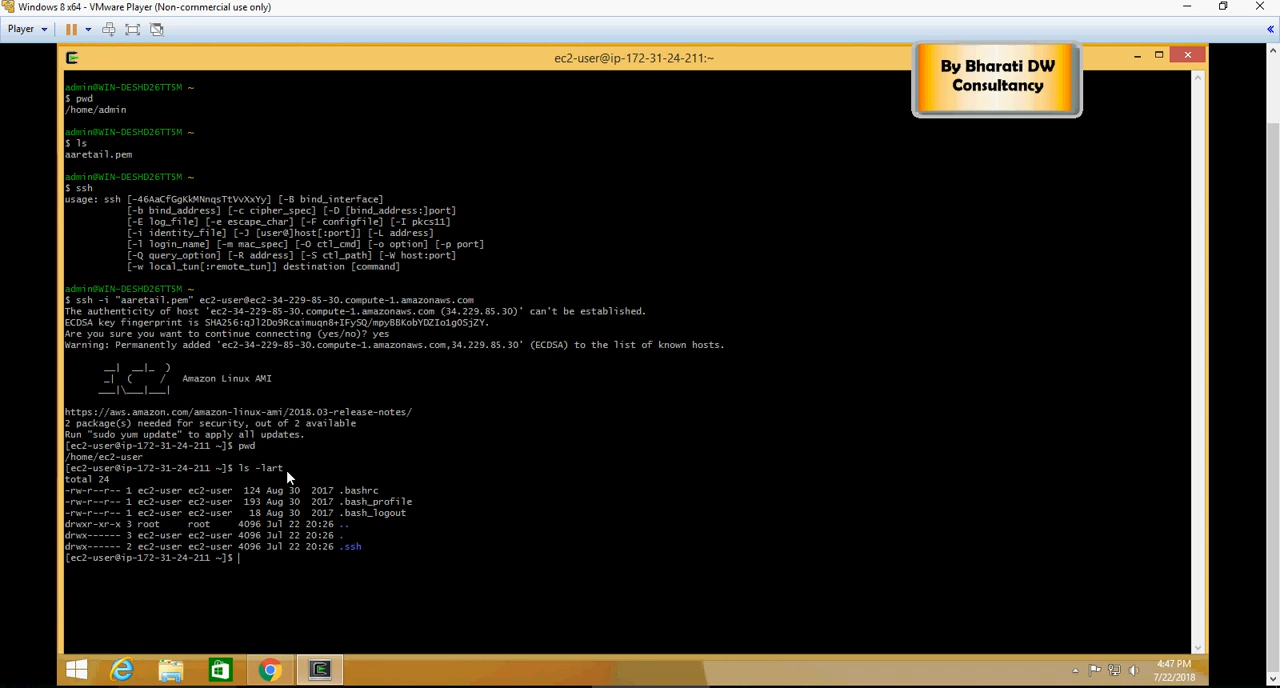 Windows 8 x64 - VMware Player (Non-commercial use only)
Player
ec2-user@ip-172-31-24-211:~
By Bharati DW
Consultancy
admin@WIN-DESHD26TT5M ~
$ pwd
/home/admin
admin@WIN-DESHD26TT5M ~
$ ls
aaretail.pem
admin@WIN-DESHD26TT5M ~
$ ssh
usage: ssh [-46AaCfGgKkMNnqsTtVvXxYy] [-B bind_interface]
[-b bind_address] [-c cipher_spec] [-D [bind_address:]port]
[-E log_file] [-e escape_char] [-F configfile] [-I pkcs11]
[-i identity_file] [-J [user@]host[:port]] [-L address]
[-l login_name] [-m mac_spec] [-O ctl_cmd] [-o option] [-p port]
[-Q query_option] [-R address] [-S ctl_path] [-W host:port]
[-w local_tun[:remote_tun]] destination [command]
admin@WIN-DESHD26TT5M ~
$ ssh -i "aaretail.pem" ec2-user@ec2-34-229-85-30.compute-1.amazonaws.com
The authenticity of host 'ec2-34-229-85-30.compute-1.amazonaws.com (34.229.85.30)' can't be established.
ECDSA key fingerprint is SHA256:qJl2Do9Rcaimuqn8+IFySQ/mpyBBKobYDZIo1gOSjZY.
Are you sure you want to continue connecting (yes/no)? yes
Warning: Permanently added 'ec2-34-229-85-30.compute-1.amazonaws.com,34.229.85.30' (ECDSA) to the list of known hosts.
__|  __|_  )
_|  (     /   Amazon Linux AMI
___|\___|___|
https://aws.amazon.com/amazon-linux-ami/2018.03-release-notes/
2 package(s) needed for security, out of 2 available
Run "sudo yum update" to apply all updates.
[ec2-user@ip-172-31-24-211 ~]$ pwd
/home/ec2-user
[ec2-user@ip-172-31-24-211 ~]$ ls -lart
total 24
-rw-r--r-- 1 ec2-user ec2-user  124 Aug 30  2017 .bashrc
-rw-r--r-- 1 ec2-user ec2-user  193 Aug 30  2017 .bash_profile
-rw-r--r-- 1 ec2-user ec2-user   18 Aug 30  2017 .bash_logout
drwxr-xr-x 3 root     root     4096 Jul 22 20:26 ..
drwx------ 3 ec2-user ec2-user 4096 Jul 22 20:26 .
drwx------ 2 ec2-user ec2-user 4096 Jul 22 20:26 .ssh
[ec2-user@ip-172-31-24-211 ~]$
4:47 PM
7/22/2018